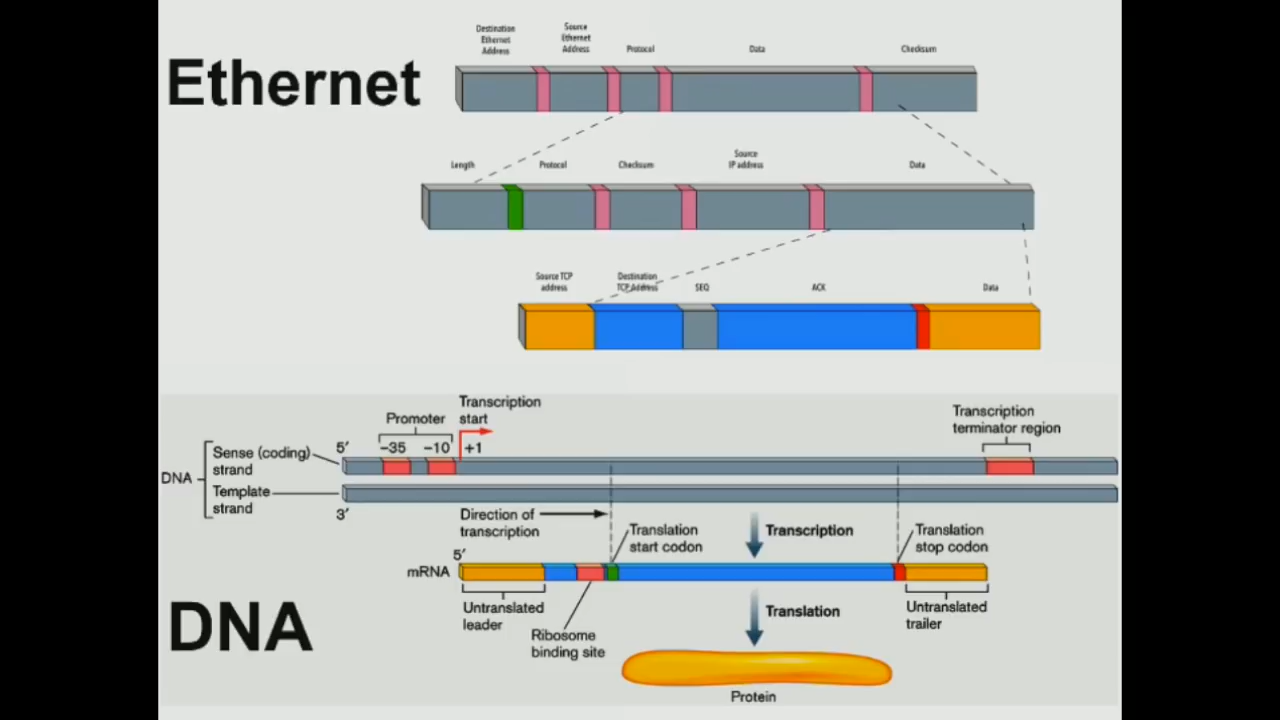 Ethernet
Destination
Ethernet
Address
Source
Ethernet
Address
Protocol
Data
Checksum
Length
Protocol
Checksum
Source
IP address
Data
Source TCP
address
Destination
TCP Address
SEQ
ACK
Data
Promoter
Transcription
start
Transcription
terminator region
5′
−35
−10
+1
DNA
Sense (coding)
strand
Template
strand
3′
Direction of
transcription
Translation
start codon
Transcription
Translation
stop codon
5′
mRNA
Untranslated
leader
Ribosome
binding site
Translation
Untranslated
trailer
DNA
Protein